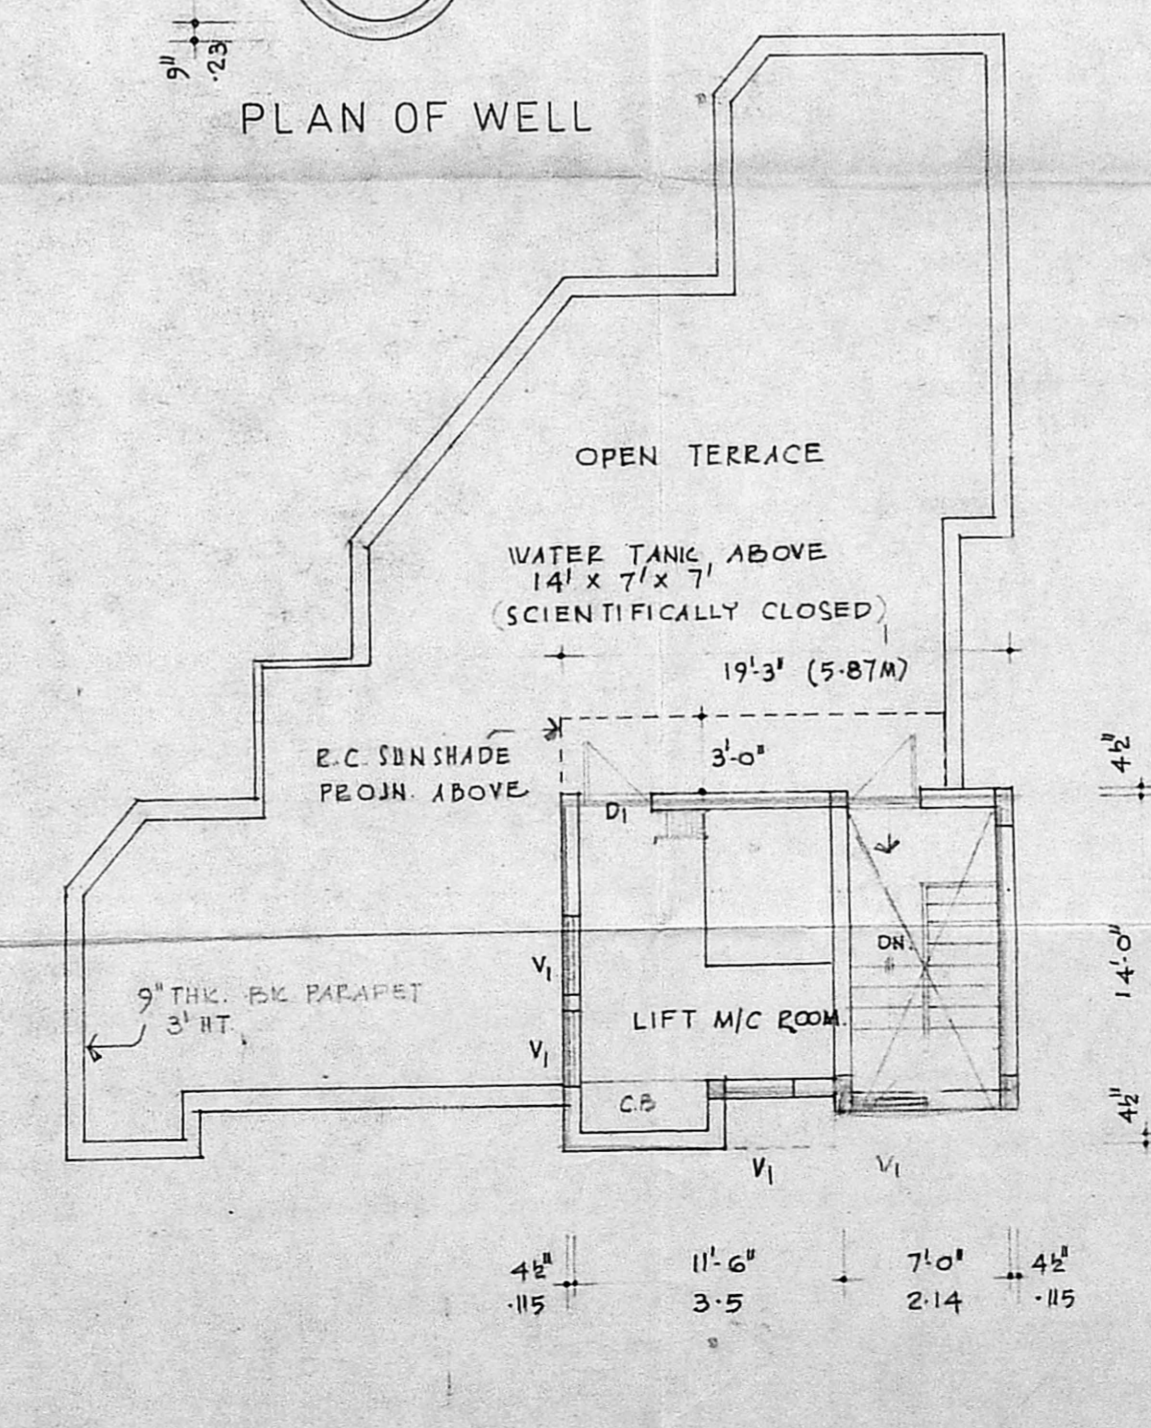 9"
.23
PLAN OF WELL
OPEN TERRACE
WATER TANK, ABOVE
14' X 7' X 7'
(SCIENTIFICALLY CLOSED)
19'-3" (5.87M)
R.C. SUNSHADE
PROJN. ABOVE
3'-0"
4½"
D1
DN.
V1
14'-0"
9" THK. BK. PARAPET
3' HT.
LIFT M/C ROOM.
V1
C.B
4½"
V1
V1
4½" 11'-6" 7'-0" 4½"
.115 3.5 2.14 .115